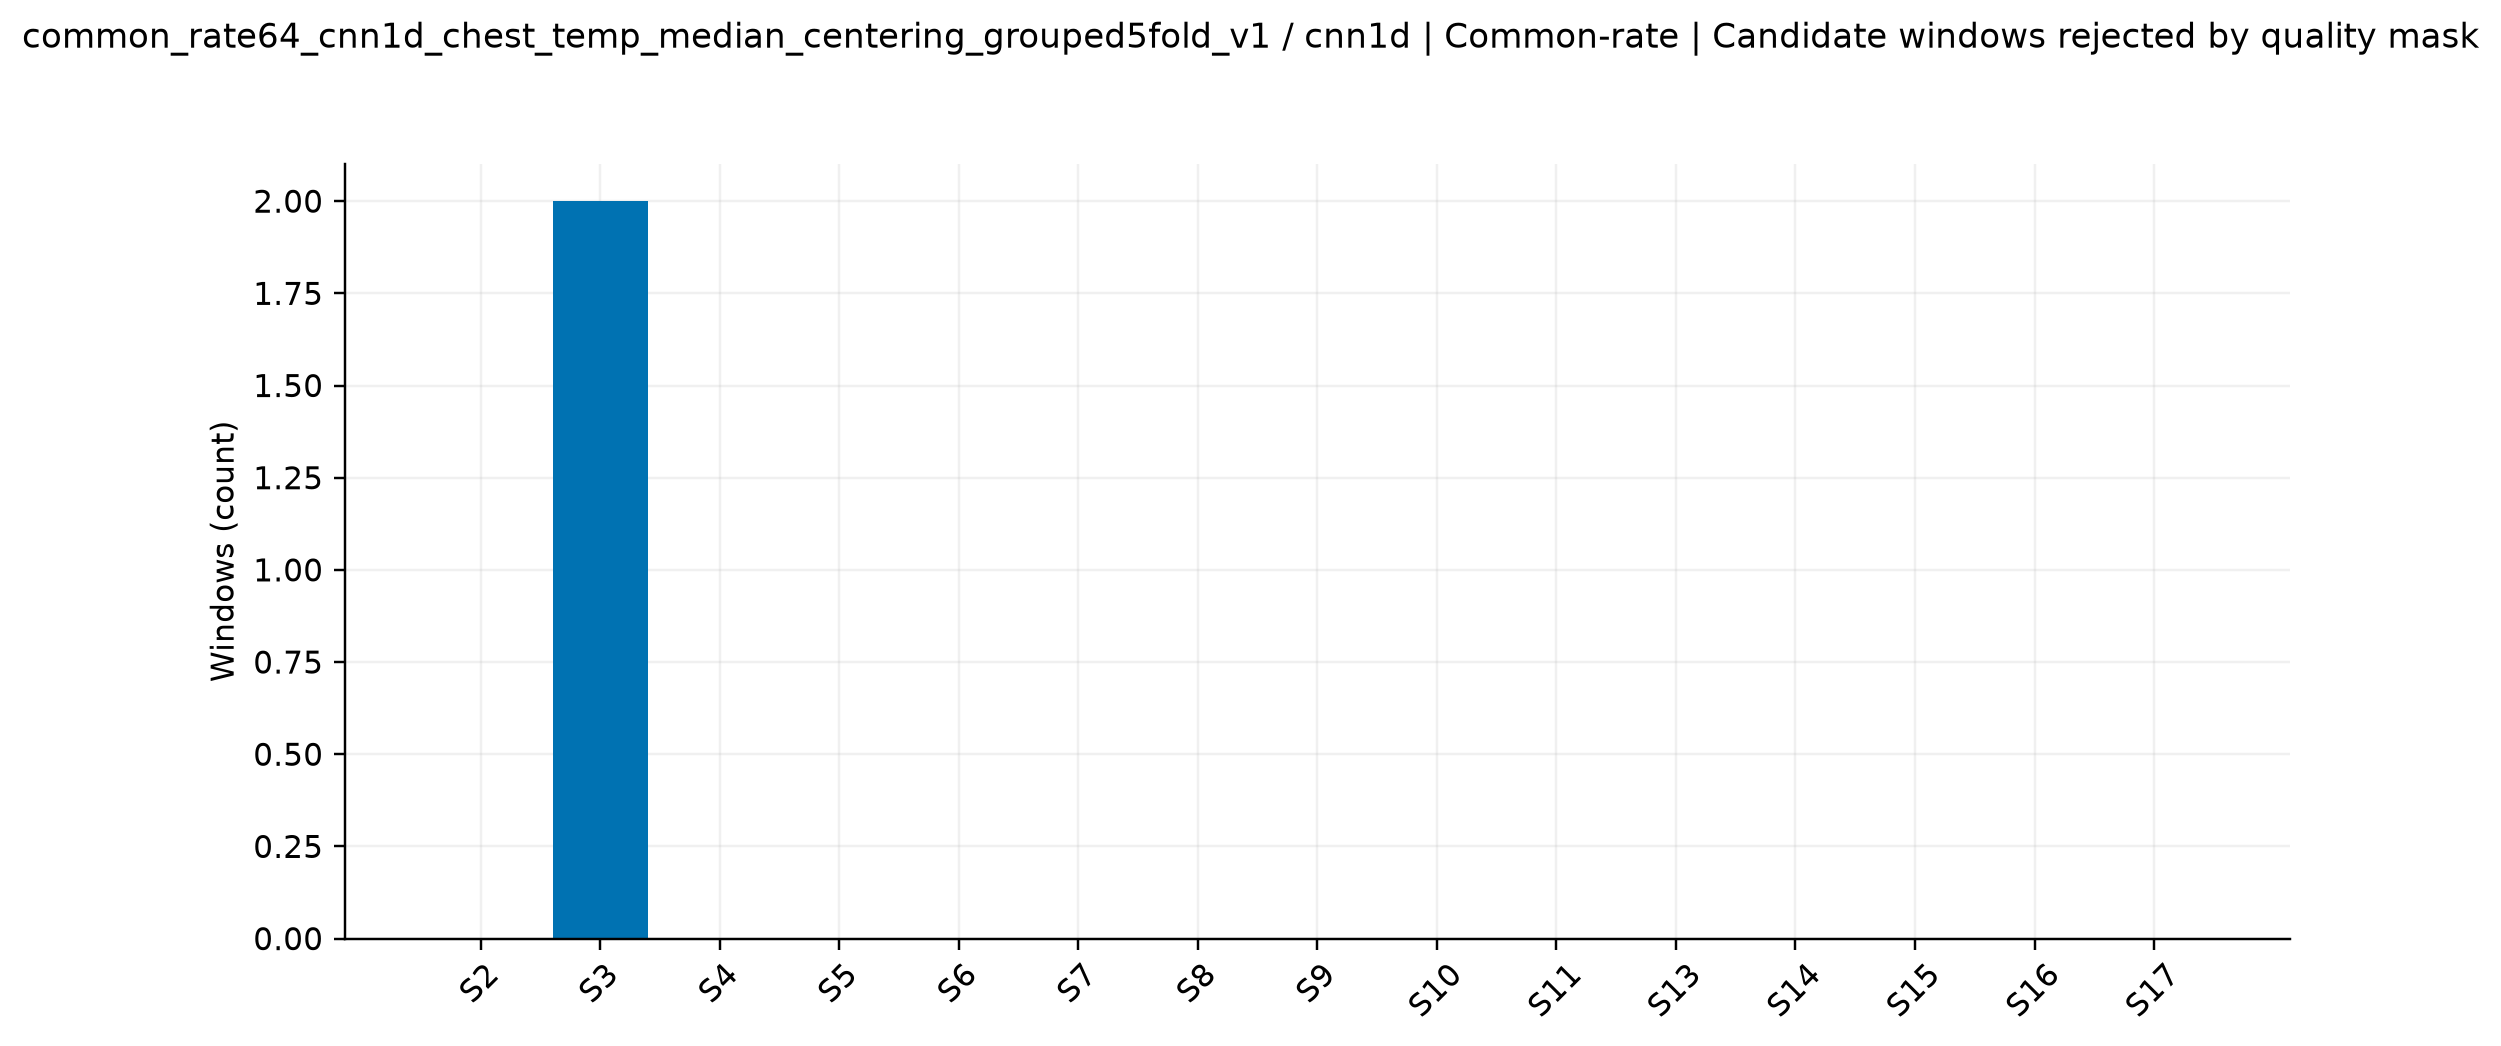 common_rate64_cnn1d_chest_temp_median_centering_grouped5fold_v1 / cnn1d | Common-rate | Candidate windows rejected by quality mask
Windows (count)
2.00
1.75
1.50
1.25
1.00
0.75
0.50
0.25
0.00
S2
S3
S4
S5
S6
S7
S8
S9
S10
S11
S13
S14
S15
S16
S17